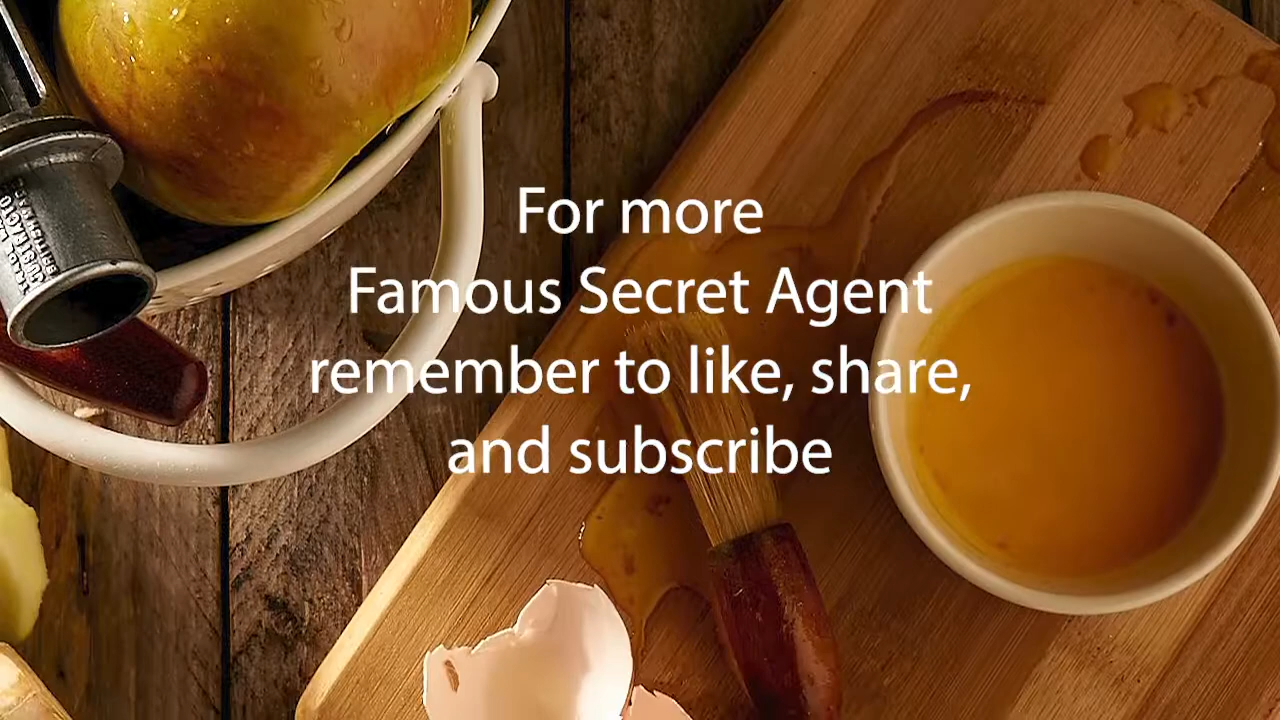 For more
Famous Secret Agent
remember to like, share,
and subscribe